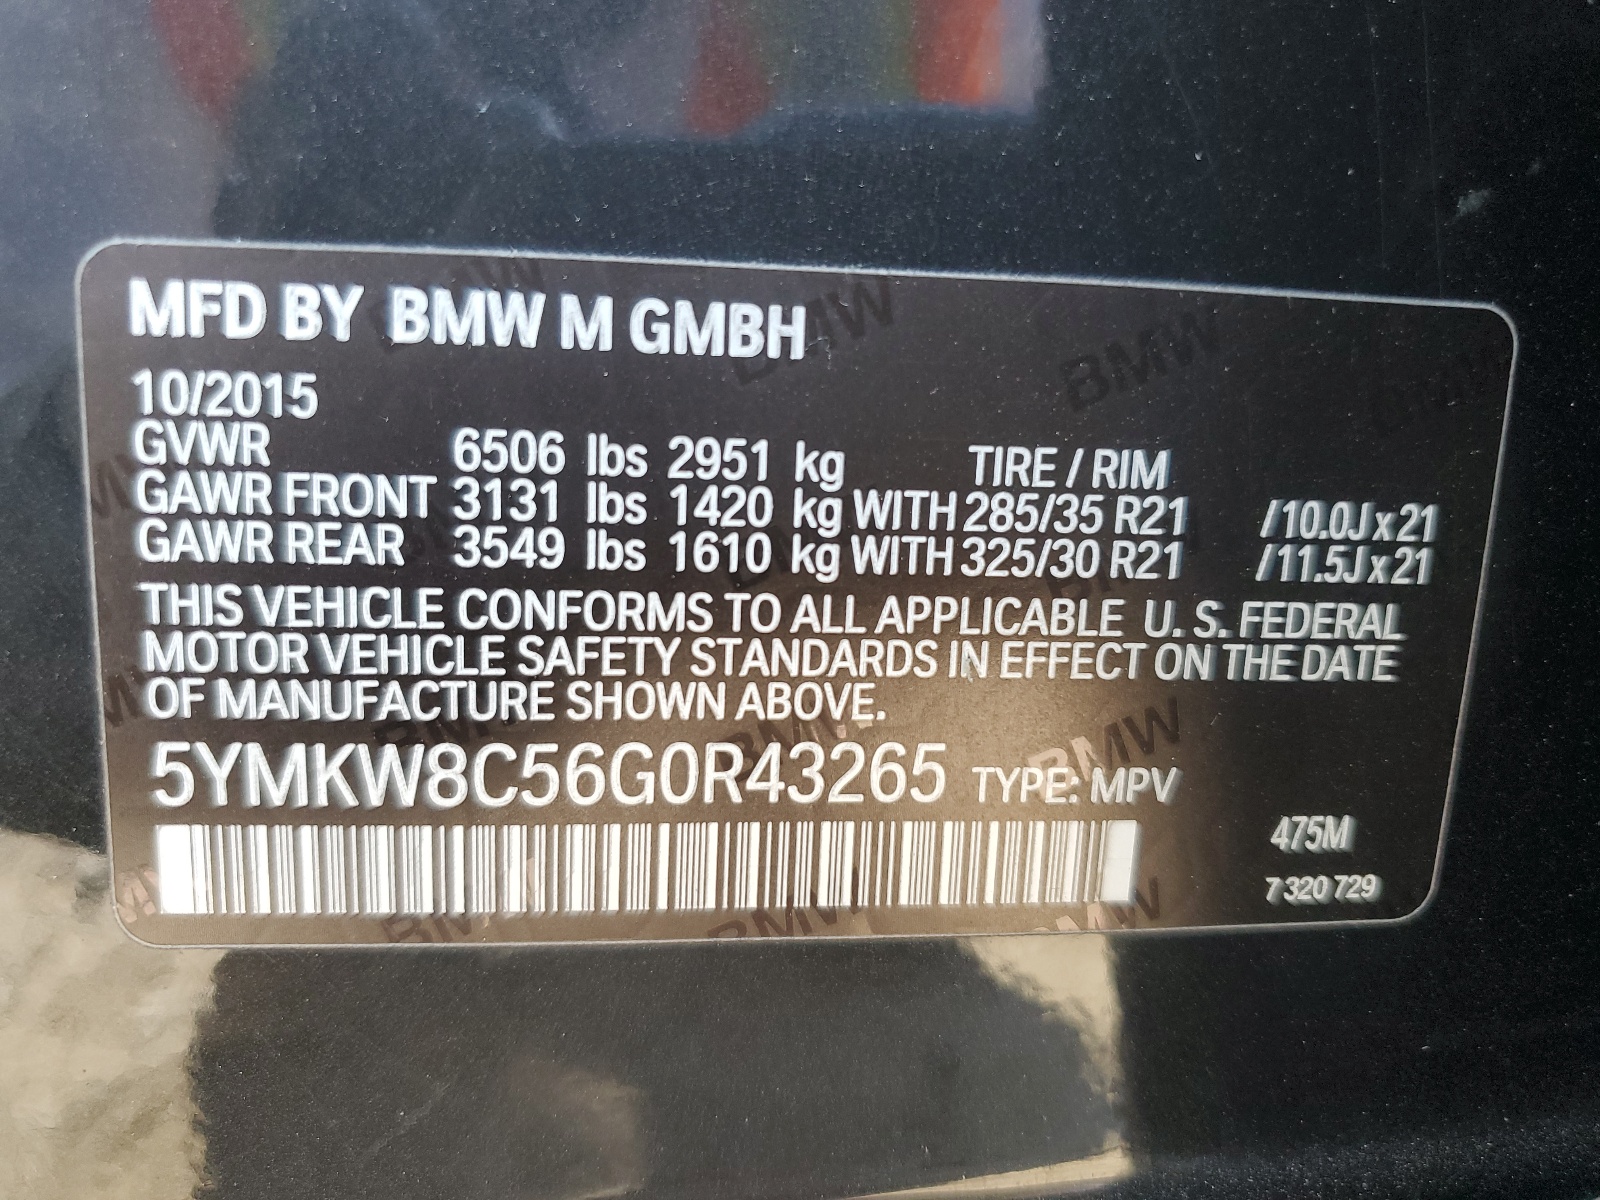 MFD BY BMW M GMBH
10/2015
GVWR 6506 lbs 2951 kg TIRE / RIM
GAWR FRONT 3131 lbs 1420 kg WITH 285/35 R21 /10.0Jx21
GAWR REAR 3549 lbs 1610 kg WITH 325/30 R21 /11.5Jx21
THIS VEHICLE CONFORMS TO ALL APPLICABLE U. S. FEDERAL
MOTOR VEHICLE SAFETY STANDARDS IN EFFECT ON THE DATE
OF MANUFACTURE SHOWN ABOVE.
5YMKW8C56G0R43265 TYPE: MPV
475M
7 320 729